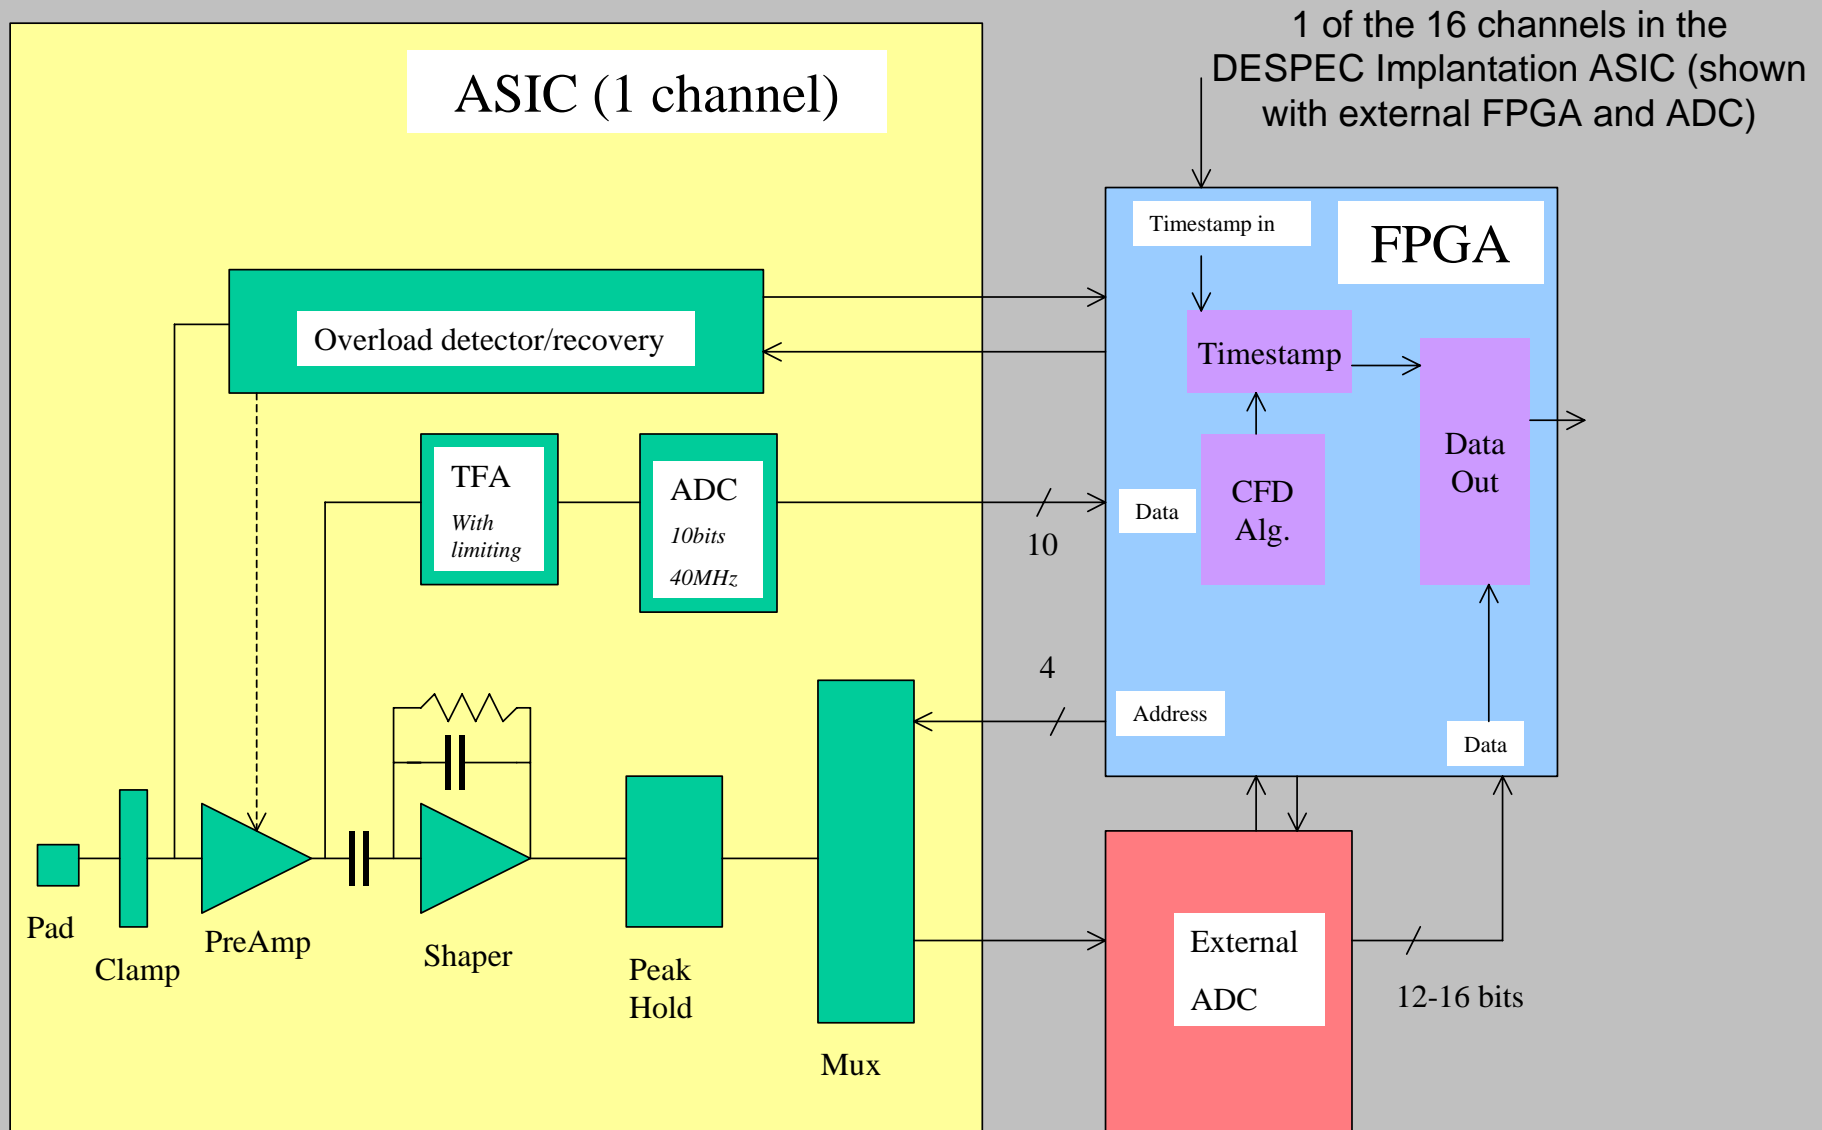 1 of the 16 channels in the
DESPEC Implantation ASIC (shown
with external FPGA and ADC)
ASIC (1 channel)
Timestamp in
FPGA
Overload detector/recovery
Timestamp
Data
Out
TFA
With
limiting
ADC
10bits
40MHz
10
Data
CFD
Alg.
4
Address
Data
Pad
Clamp
PreAmp
Shaper
Peak
Hold
Mux
External
ADC
12-16 bits